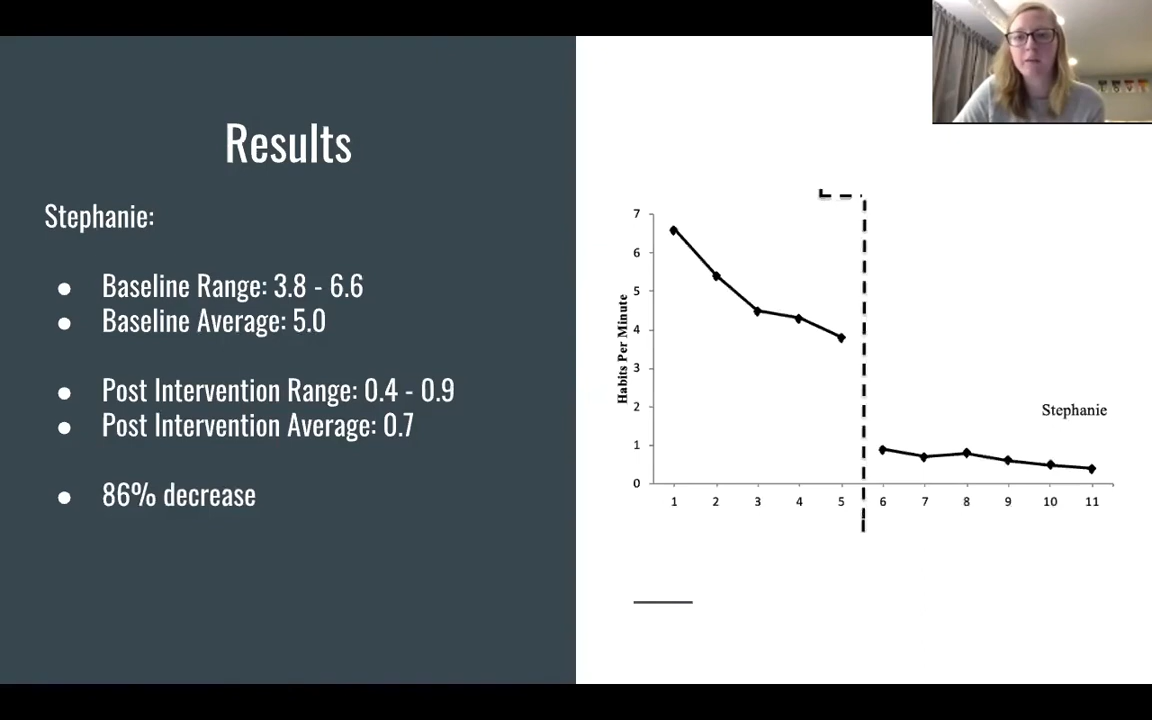 Results
Stephanie:
● Baseline Range: 3.8 - 6.6
● Baseline Average: 5.0
● Post Intervention Range: 0.4 - 0.9
● Post Intervention Average: 0.7
● 86% decrease
7
6
5
4
3
2
1
0
Habits Per Minute
Stephanie
1 2 3 4 5 6 7 8 9 10 11